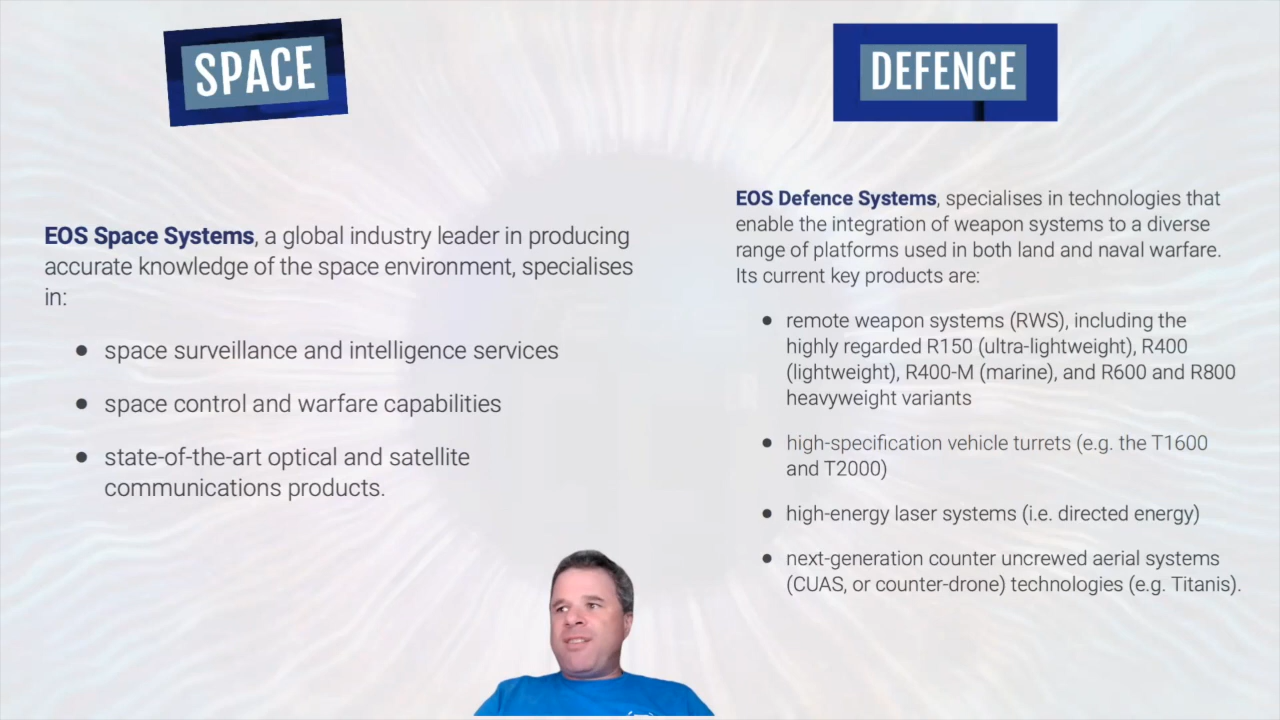 SPACE
EOS Space Systems, a global industry leader in producing
accurate knowledge of the space environment, specialises
in:
● space surveillance and intelligence services
● space control and warfare capabilities
● state-of-the-art optical and satellite
communications products.
DEFENCE
EOS Defence Systems, specialises in technologies that
enable the integration of weapon systems to a diverse
range of platforms used in both land and naval warfare.
Its current key products are:
● remote weapon systems (RWS), including the
highly regarded R150 (ultra-lightweight), R400
(lightweight), R400-M (marine), and R600 and R800
heavyweight variants
● high-specification vehicle turrets (e.g. the T1600
and T2000)
● high-energy laser systems (i.e. directed energy)
● next-generation counter uncrewed aerial systems
(CUAS, or counter-drone) technologies (e.g. Titanis).